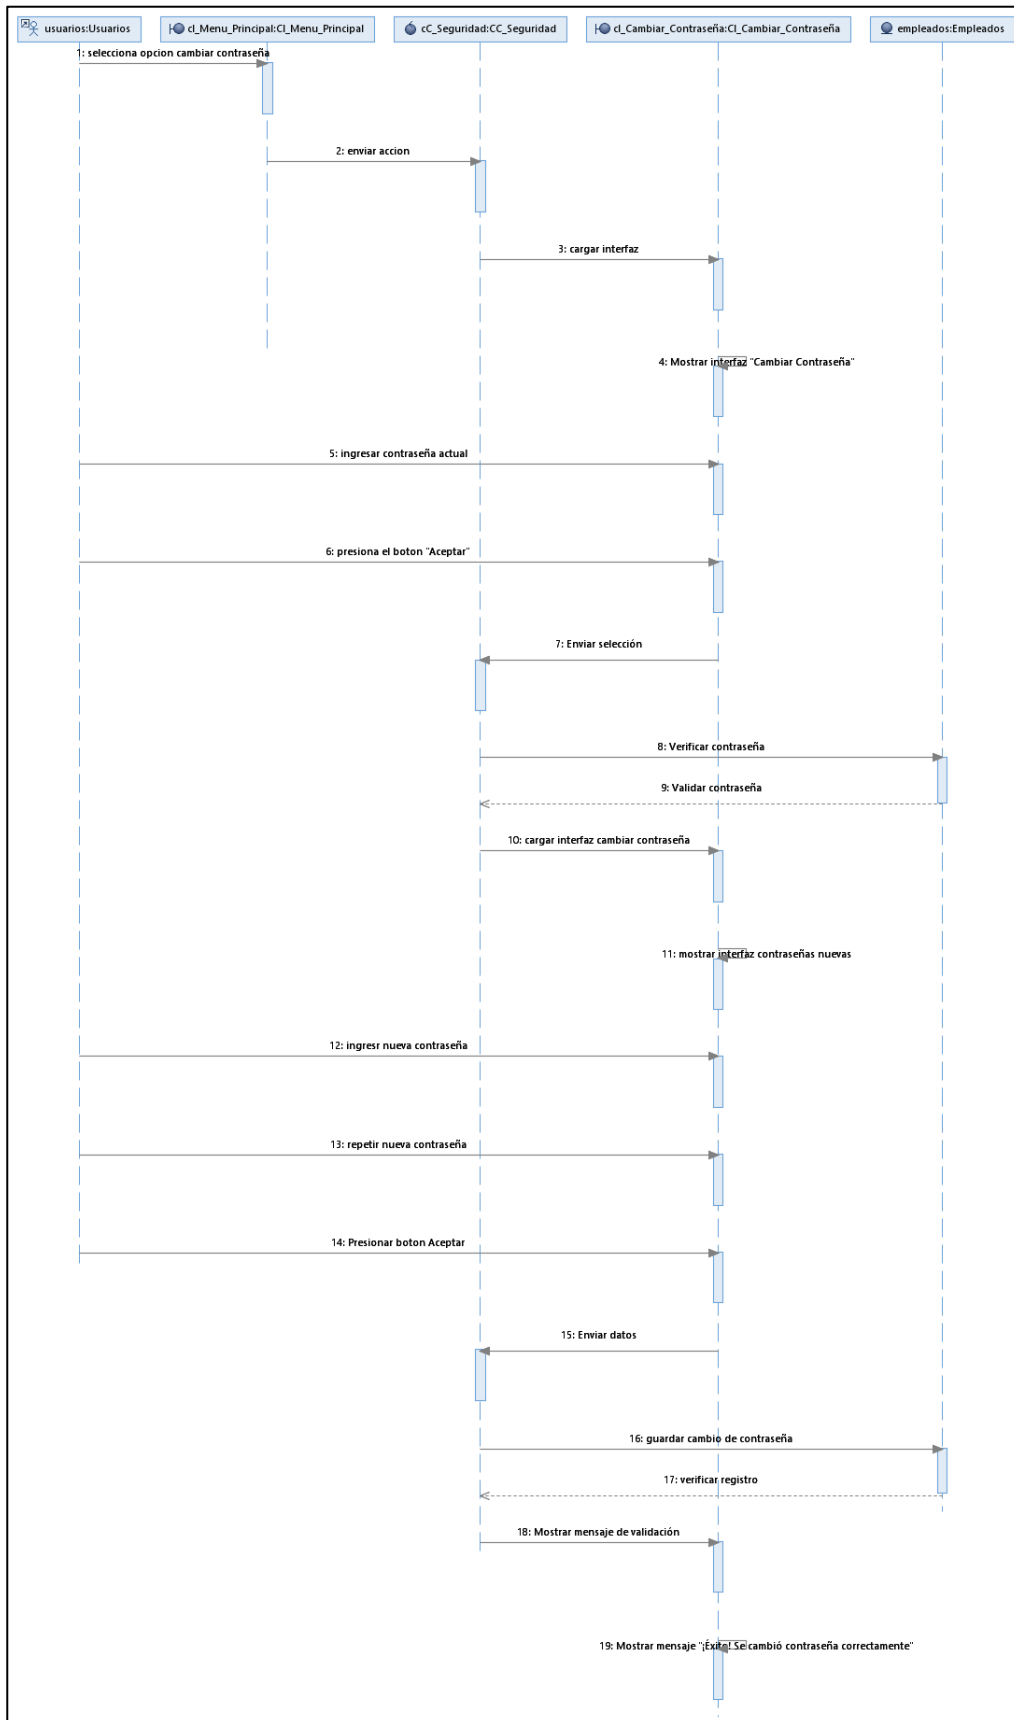 usuarios:Usuarios
cI_Menu_Principal:CI_Menu_Principal
cC_Seguridad:CC_Seguridad
cI_Cambiar_Contraseña:CI_Cambiar_Contraseña
empleados:Empleados
1: selecciona opcion cambiar contraseña
2: enviar accion
3: cargar interfaz
4: Mostrar interfaz "Cambiar Contraseña"
5: ingresar contraseña actual
6: presiona el boton "Aceptar"
7: Enviar selección
8: Verificar contraseña
9: Validar contraseña
10: cargar interfaz cambiar contraseña
11: mostrar interfaz contraseñas nuevas
12: ingresr nueva contraseña
13: repetir nueva contraseña
14: Presionar boton Aceptar
15: Enviar datos
16: guardar cambio de contraseña
17: verificar registro
18: Mostrar mensaje de validación
19: Mostrar mensaje "¡Éxito! Se cambió contraseña correctamente"